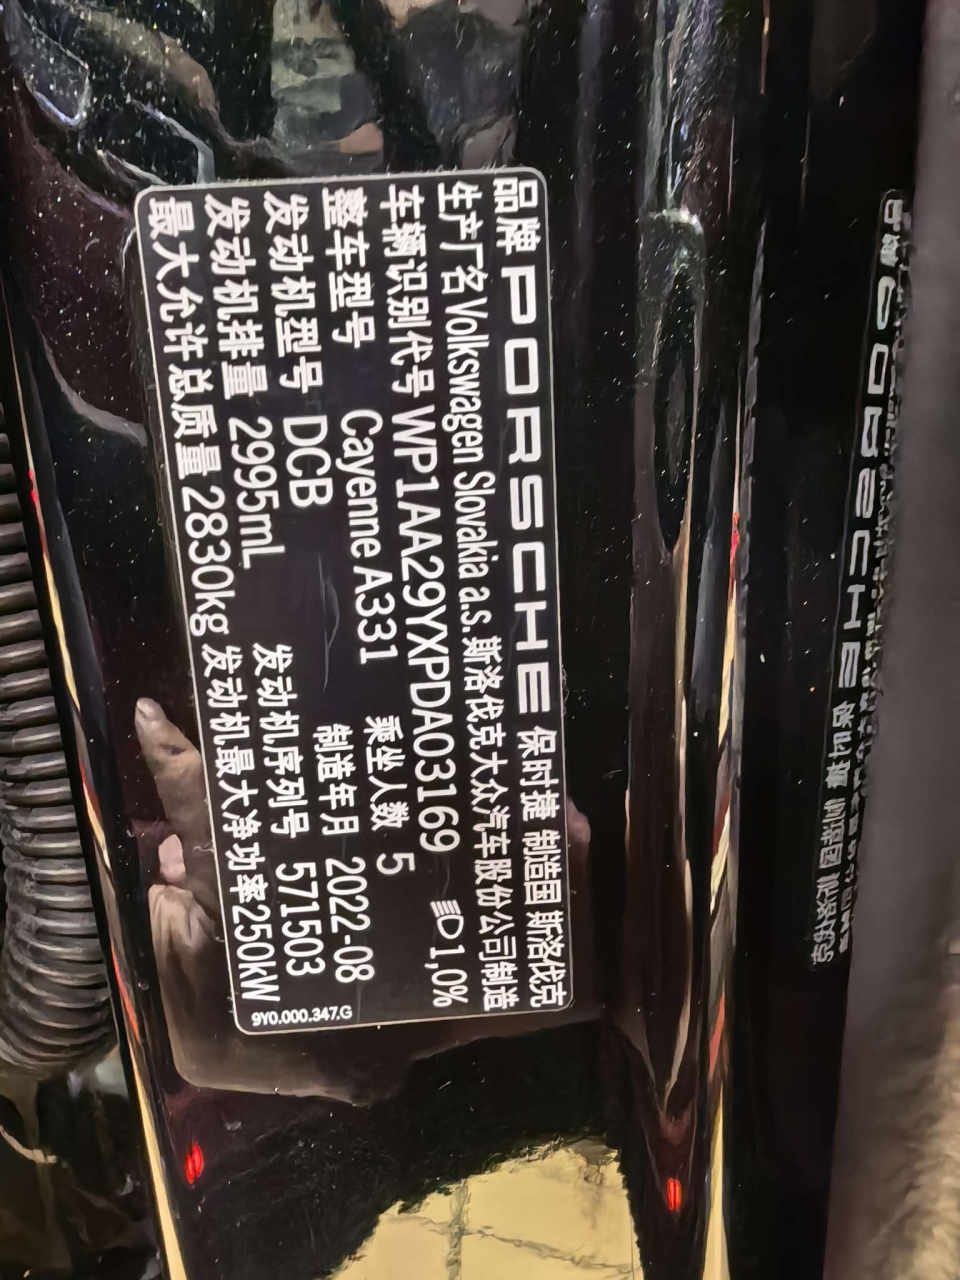 品牌 PORSCHE 保时捷 制造国 斯洛伐克
生产厂名 Volkswagen Slovakia a.s. 斯洛伐克大众汽车股份公司制造
车辆识别代号 WP1AA29YXPDA03169 1,0%
整车型号 Cayenne A331 乘坐人数 5
发动机型号 DCB 制造年月 2022-08
发动机排量 2995mL 发动机序列号 571503
最大允许总质量 2830kg 发动机最大净功率250kW
9Y0.000.347.G